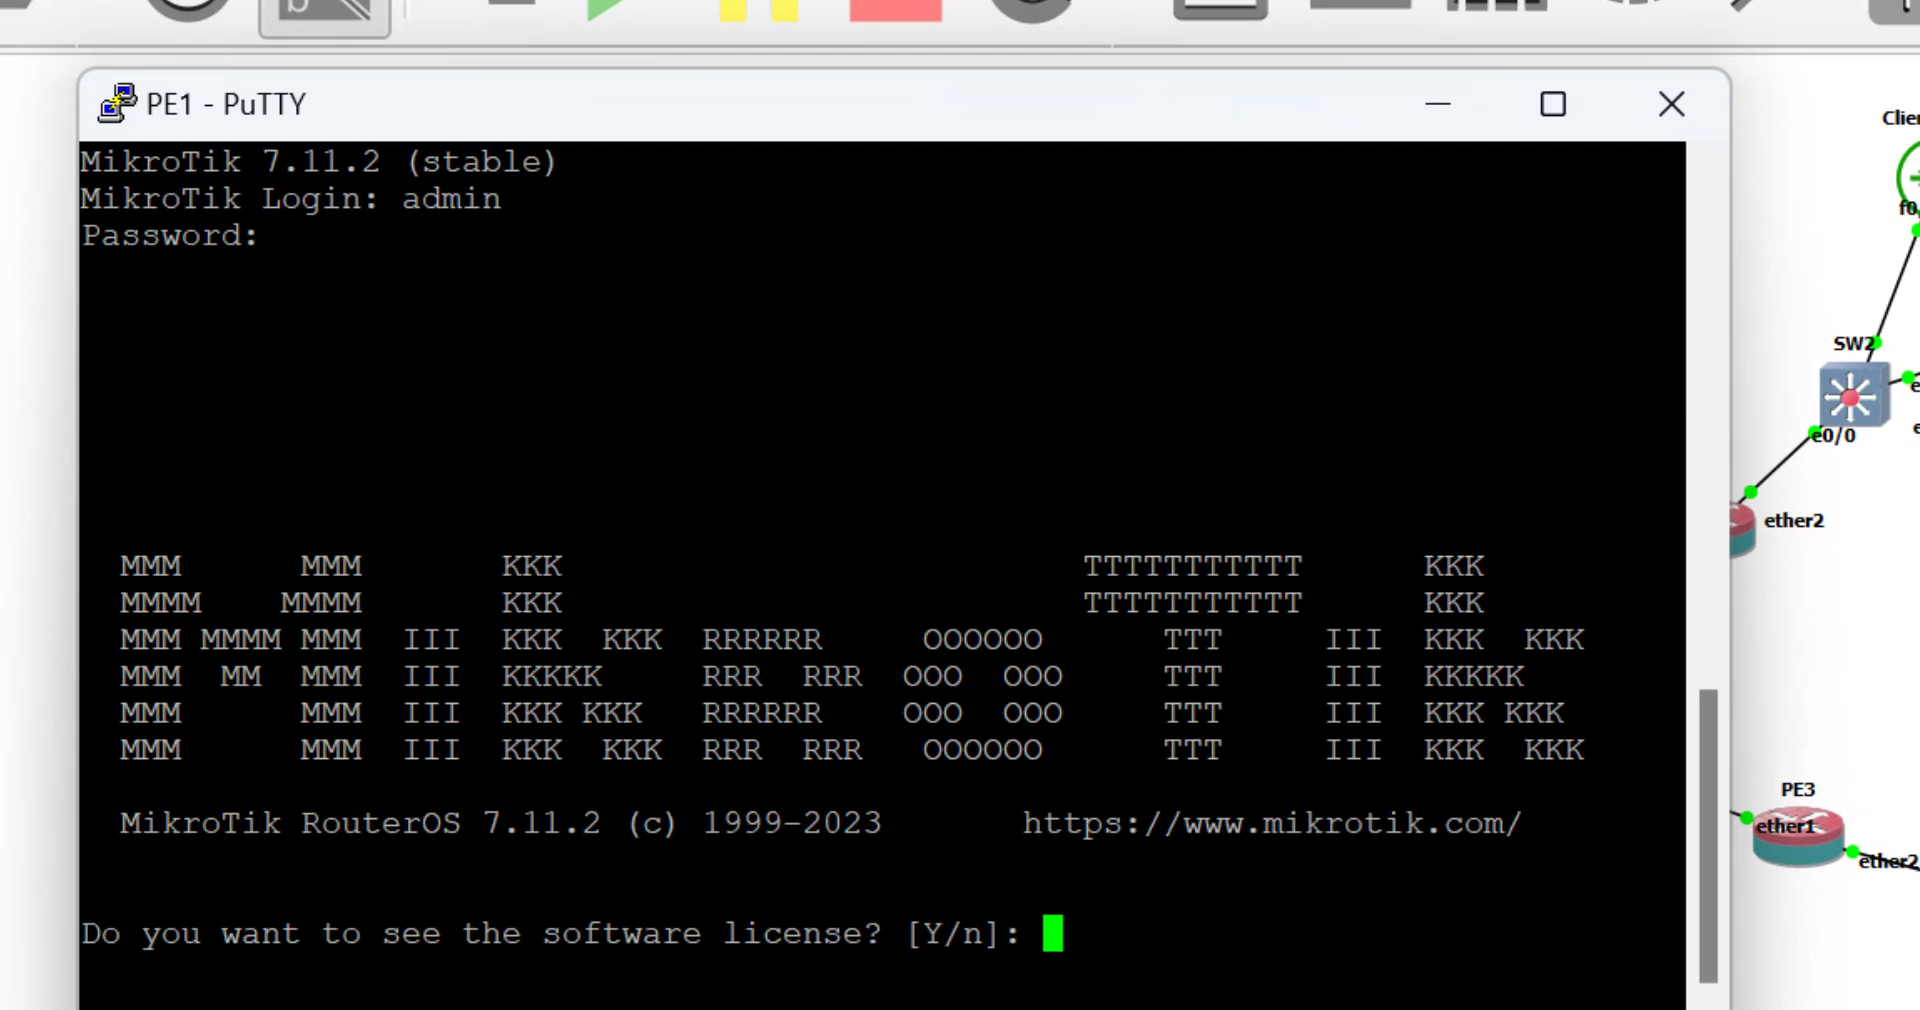 PE1 - PuTTY
MikroTik 7.11.2 (stable)
MikroTik Login: admin
Password:
MMM      MMM       KKK                          TTTTTTTTTTT      KKK
MMMM    MMMM       KKK                          TTTTTTTTTTT      KKK
MMM MMMM MMM  III  KKK  KKK  RRRRRR     OOOOOO      TTT     III  KKK  KKK
MMM  MM  MMM  III  KKKKK     RRR  RRR  OOO  OOO     TTT     III  KKKKK
MMM      MMM  III  KKK KKK   RRRRRR    OOO  OOO     TTT     III  KKK KKK
MMM      MMM  III  KKK  KKK  RRR  RRR   OOOOOO      TTT     III  KKK  KKK
MikroTik RouterOS 7.11.2 (c) 1999-2023       https://www.mikrotik.com/
Do you want to see the software license? [Y/n]:
SW2
e0/0
ether2
PE3
ether1
ether2